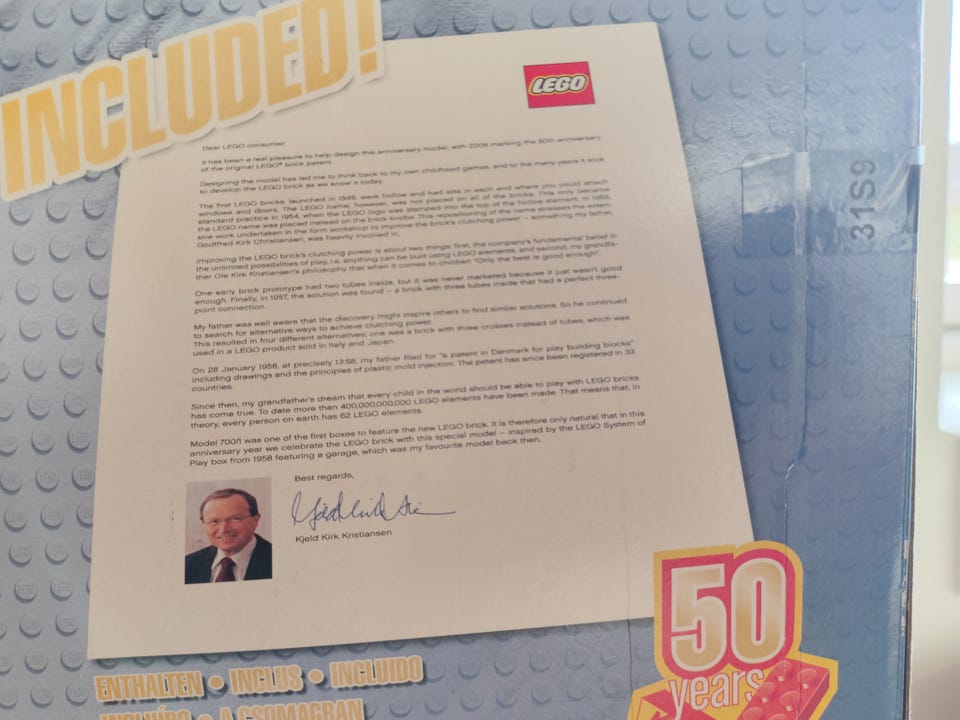 INCLUDED!
LEGO
Dear LEGO consumer
It has been a real pleasure to help design this anniversary model, with 2008 marking the 50th anniversary
of the original LEGO® brick patent.
Designing the model has led me to think back to my own childhood games, and to the many years it took
to develop the LEGO brick as we know it today
The first LEGO bricks, launched in 1949, were hollow and had slits in each end where you could attach
windows and doors. The LEGO name, however, was not placed on all of the bricks. This only became
standard practice in 1954, when the LEGO logo was stamped into the top of the hollow element. In 1956,
the LEGO name was placed instead on the brick knobs. This repositioning of the name stresses the exten-
sive work undertaken in the form workshop to improve the brick's clutching power – something my father,
Godtfred Kirk Christiansen, was heavily involved in.
Improving the LEGO brick's clutching power is about two things: first, the company's fundamental belief in
the unlimited possibilities of play, i.e. anything can be built using LEGO elements, and second, my grandfa-
ther Ole Kirk Kristiansen's philosophy that when it comes to children "Only the best is good enough"
One early brick prototype had two tubes inside, but it was never marketed because it just wasn't good
enough. Finally, in 1957, the solution was found – a brick with three tubes inside that had a perfect three-
point connection.
My father was well aware that the discovery might inspire others to find similar solutions. So he continued
to search for alternative ways to achieve clutching power.
This resulted in four different alternatives; one was a brick with three crosses instead of tubes, which was
used in a LEGO product sold in Italy and Japan.
On 28 January 1958, at precisely 13:58, my father filed for "a patent in Denmark for play building blocks"
including drawings and the principles of plastic mold injection. The patent has since been registered in 33
countries.
Since then, my grandfather's dream that every child in the world should be able to play with LEGO bricks
has come true. To date more than 400,000,000,000 LEGO elements have been made. That means that, in
theory, every person on earth has 62 LEGO elements.
Model 700/1 was one of the first boxes to feature the new LEGO brick. It is therefore only natural that in this
anniversary year we celebrate the LEGO brick with this special model – inspired by the LEGO System of
Play box from 1958 featuring a garage, which was my favourite model back then.
Best regards,
Kjeld Kirk Kristiansen
31S9
50
years
ENTHALTEN • INCLUS • INCLUIDO
INCLUÍDO • A CSOMAGBAN